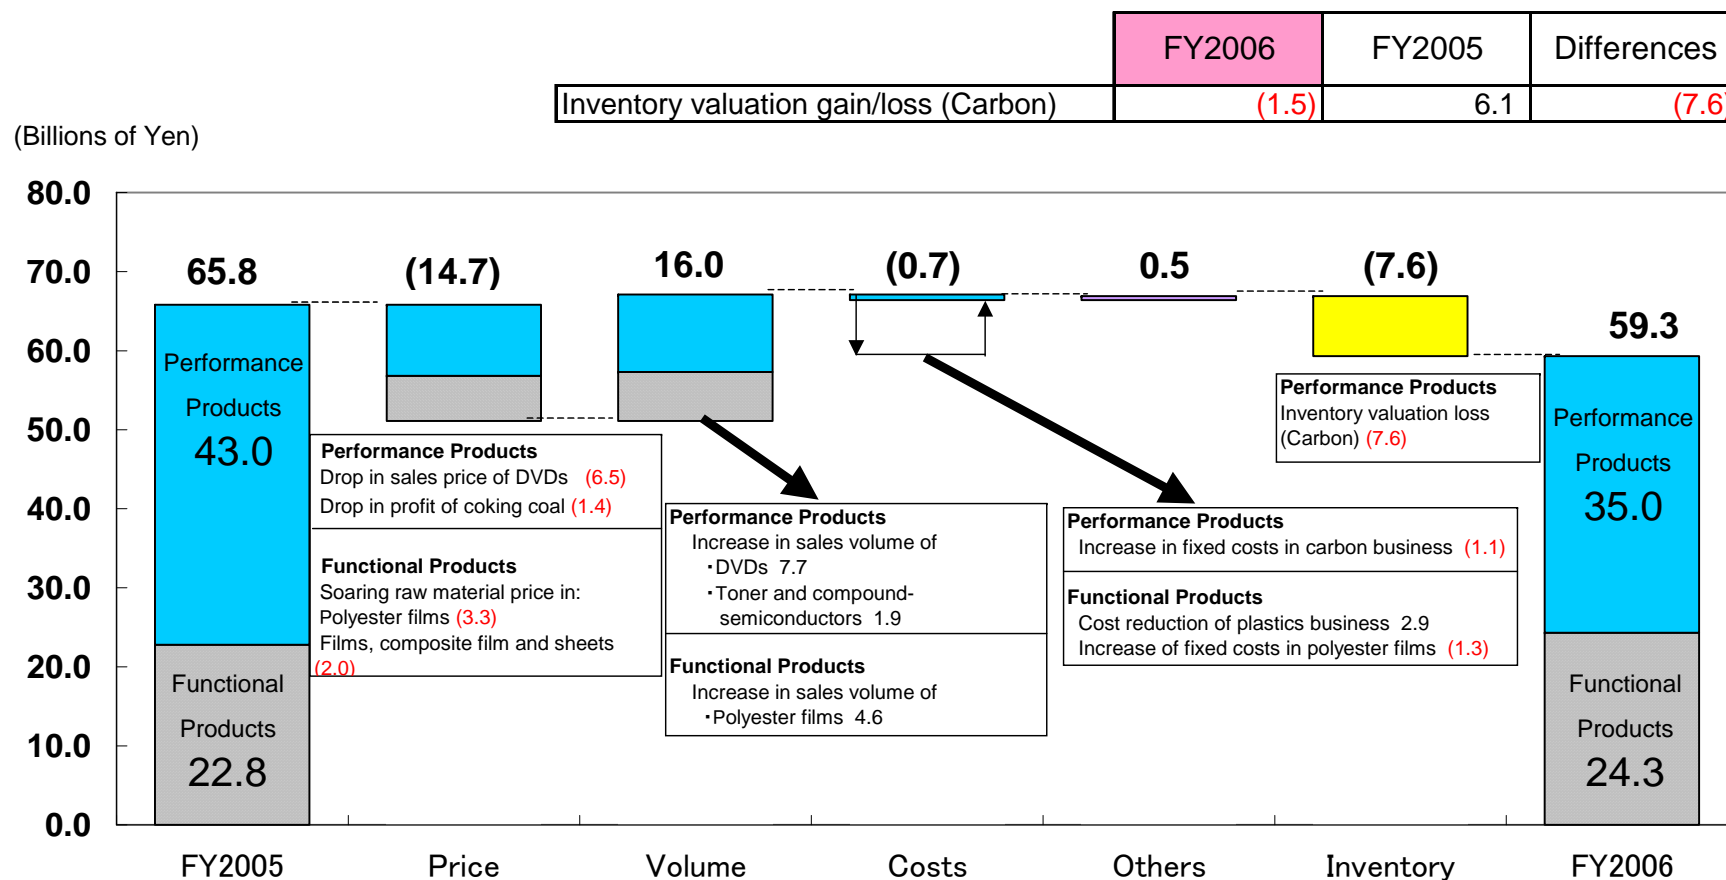 FY2006 FY2005 Differences
Inventory valuation gain/loss (Carbon) (1.5) 6.1 (7.6)
(Billions of Yen)
80.0
70.0
60.0
50.0
40.0
30.0
20.0
10.0
0.0
65.8 (14.7) 16.0 (0.7) 0.5 (7.6) 59.3
Performance
Products
43.0
Functional
Products
22.8
Performance Products
Drop in sales price of DVDs (6.5)
Drop in profit of coking coal (1.4)
Functional Products
Soaring raw material price in:
Polyester films (3.3)
Films, composite film and sheets
(2.0)
Performance Products
Increase in sales volume of
・DVDs 7.7
・Toner and compound-
semiconductors 1.9
Functional Products
Increase in sales volume of
・Polyester films 4.6
Performance Products
Increase in fixed costs in carbon business (1.1)
Functional Products
Cost reduction of plastics business 2.9
Increase of fixed costs in polyester films (1.3)
Performance Products
Inventory valuation loss
(Carbon) (7.6)
Performance
Products
35.0
Functional
Products
24.3
FY2005 Price Volume Costs Others Inventory FY2006